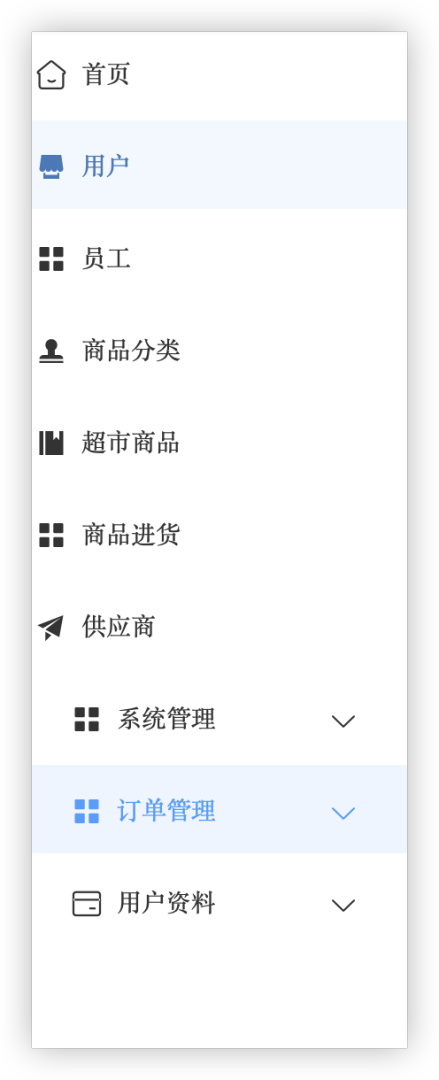 首页
用户
员工
商品分类
超市商品
商品进货
供应商
系统管理
订单管理
用户资料